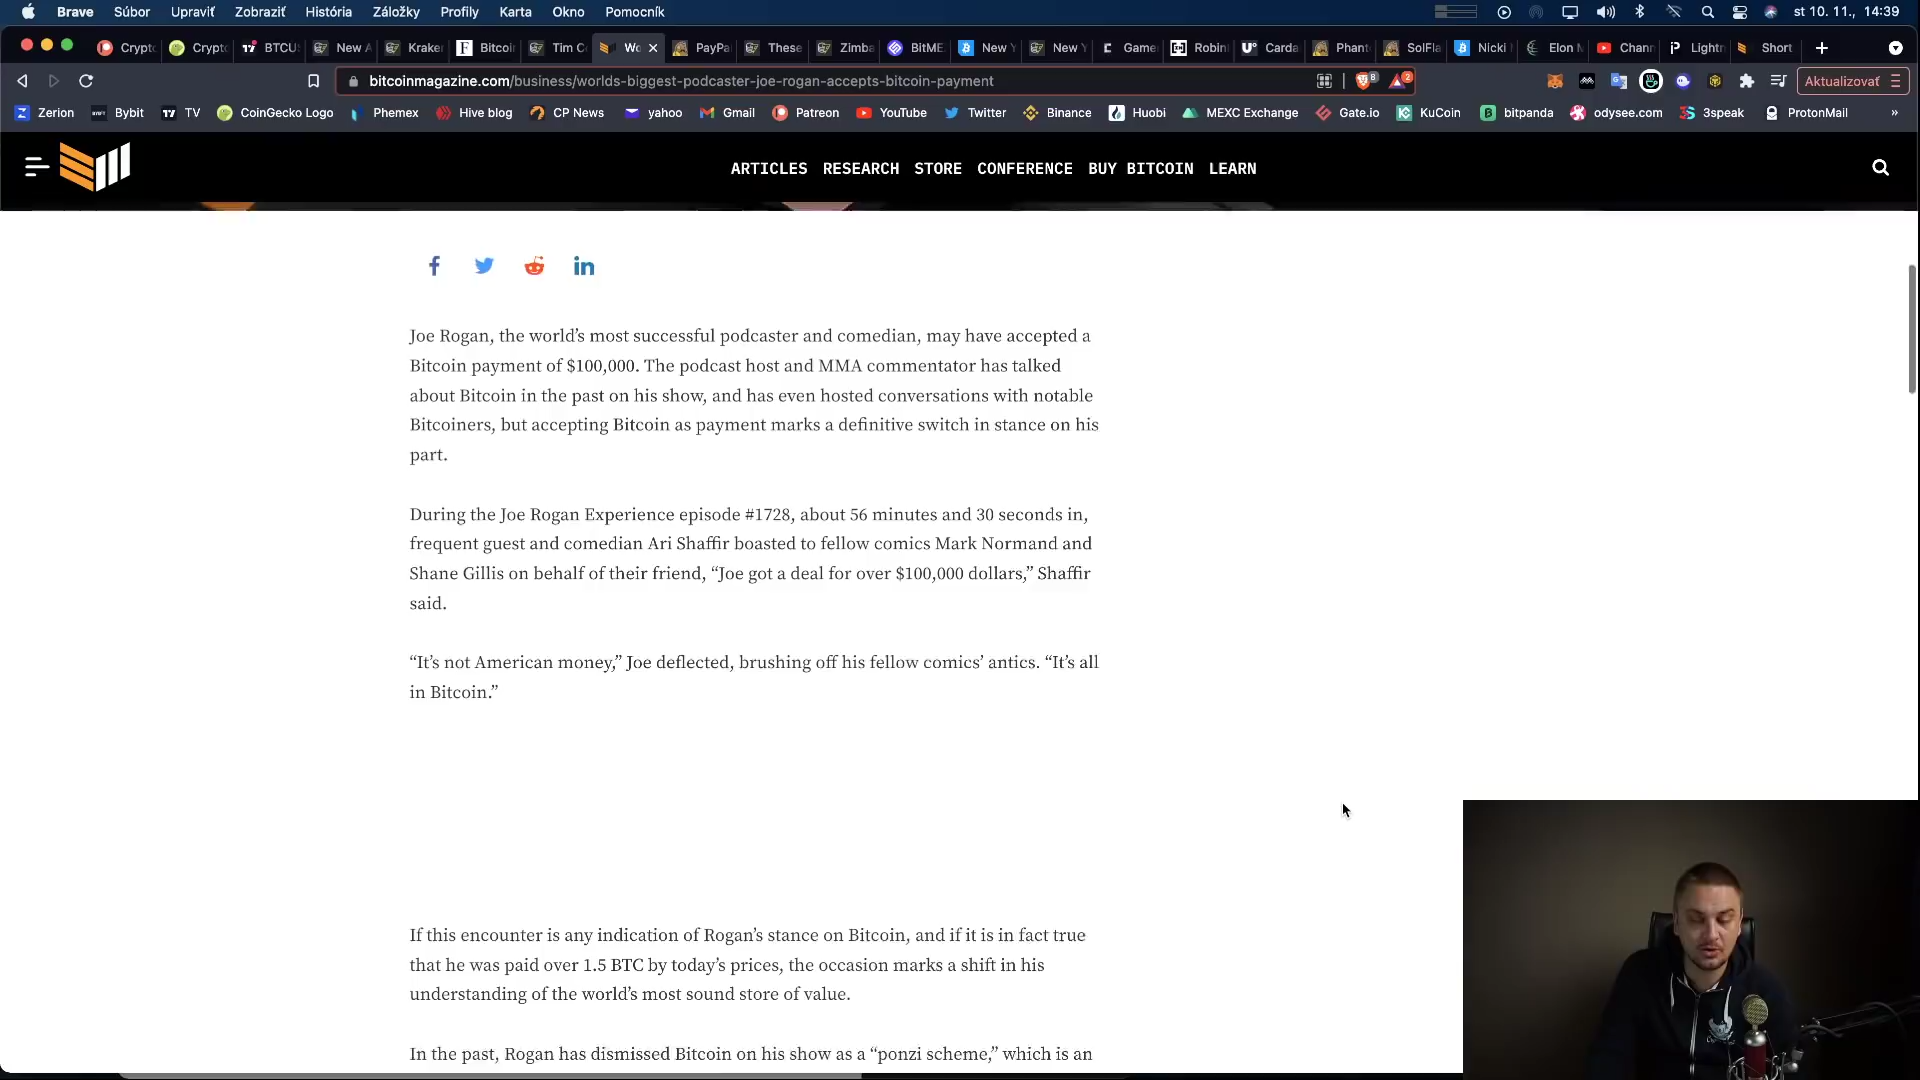 Brave Súbor Upraviť Zobraziť História Záložky Profily Karta Okno Pomocník st 10. 11., 14:39
Crypto Crypto BTCU New A Krake Bitcoi Tim C Wo PayPa These Zimba BitME New Y New Y Game Robin Carda Phant SolFla Nicki Elon M Chann Lightn Short
bitcoinmagazine.com/business/worlds-biggest-podcaster-joe-rogan-accepts-bitcoin-payment 8 2 Aktualizovať
Zerion Bybit TV CoinGecko Logo Phemex Hive blog CP News yahoo Gmail Patreon YouTube Twitter Binance Huobi MEXC Exchange Gate.io KuCoin bitpanda odysee.com 3speak ProtonMail »
ARTICLES RESEARCH STORE CONFERENCE BUY BITCOIN LEARN
Joe Rogan, the world’s most successful podcaster and comedian, may have accepted a
Bitcoin payment of $100,000. The podcast host and MMA commentator has talked
about Bitcoin in the past on his show, and has even hosted conversations with notable
Bitcoiners, but accepting Bitcoin as payment marks a definitive switch in stance on his
part.
During the Joe Rogan Experience episode #1728, about 56 minutes and 30 seconds in,
frequent guest and comedian Ari Shaffir boasted to fellow comics Mark Normand and
Shane Gillis on behalf of their friend, “Joe got a deal for over $100,000 dollars,” Shaffir
said.
“It’s not American money,” Joe deflected, brushing off his fellow comics’ antics. “It’s all
in Bitcoin.”
If this encounter is any indication of Rogan’s stance on Bitcoin, and if it is in fact true
that he was paid over 1.5 BTC by today’s prices, the occasion marks a shift in his
understanding of the world’s most sound store of value.
In the past, Rogan has dismissed Bitcoin on his show as a “ponzi scheme,” which is an